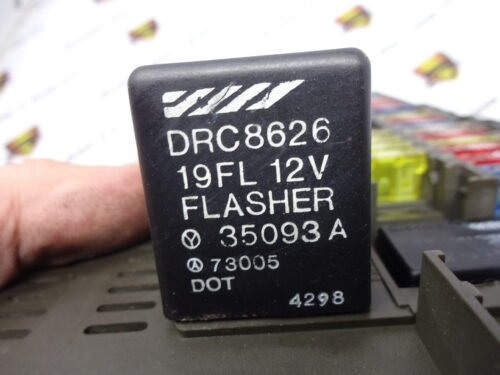 DRC8626
19FL 12V
FLASHER
35093 A
73005
DOT
4298